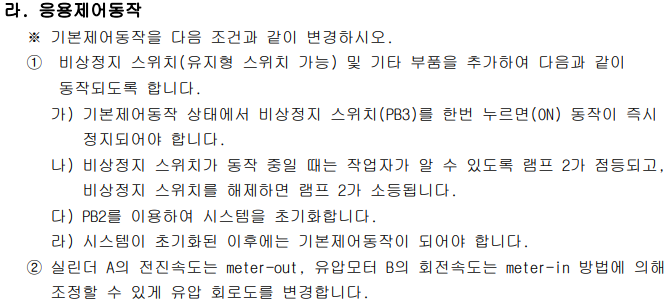 라. 응용제어동작
※ 기본제어동작을 다음 조건과 같이 변경하시오.
① 비상정지 스위치(유지형 스위치 가능) 및 기타 부품을 추가하여 다음과 같이
동작되도록 합니다.
가) 기본제어동작 상태에서 비상정지 스위치(PB3)를 한번 누르면(ON) 동작이 즉시
정지되어야 합니다.
나) 비상정지 스위치가 동작 중일 때는 작업자가 알 수 있도록 램프 2가 점등되고,
비상정지 스위치를 해제하면 램프 2가 소등됩니다.
다) PB2를 이용하여 시스템을 초기화합니다.
라) 시스템이 초기화된 이후에는 기본제어동작이 되어야 합니다.
② 실린더 A의 전진속도는 meter-out, 유압모터 B의 회전속도는 meter-in 방법에 의해
조정할 수 있게 유압 회로도를 변경합니다.